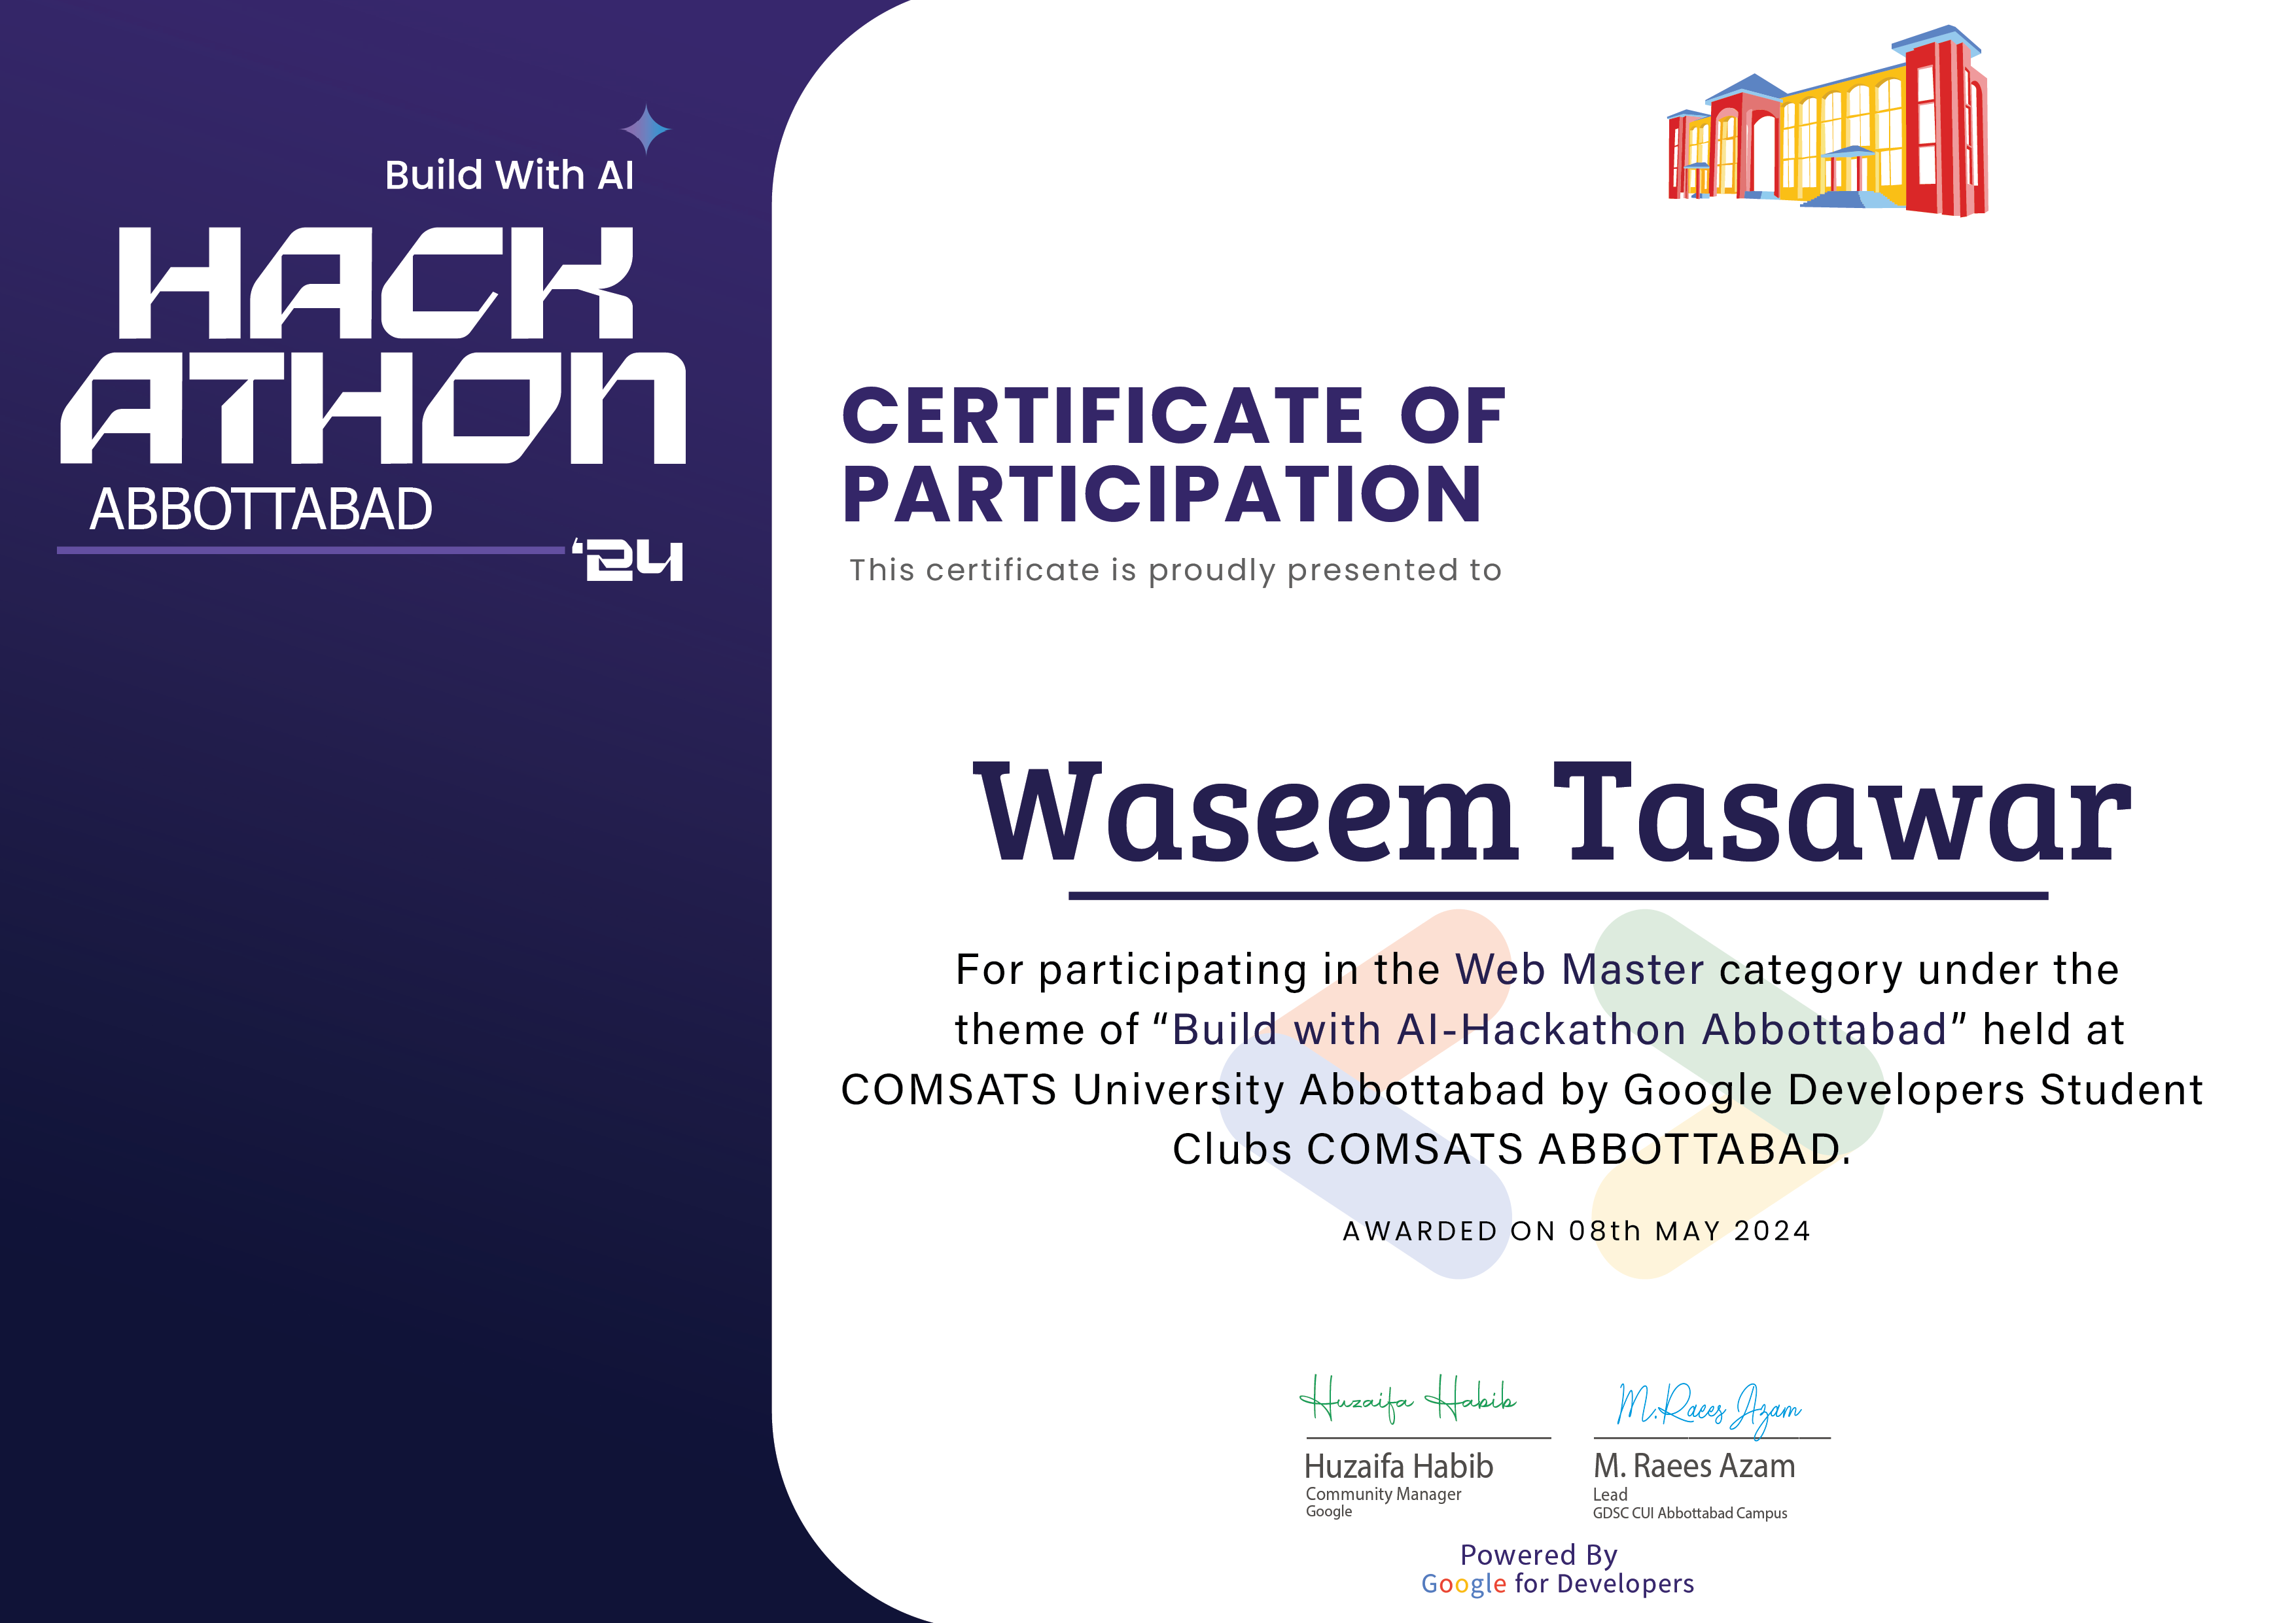 Build With AI
HACK
ATHON
ABBOTTABAD
‘24
CERTIFICATE OF
PARTICIPATION
This certificate is proudly presented to
Waseem Tasawar
For participating in the Web Master category under the
theme of “Build with AI-Hackathon Abbottabad” held at
COMSATS University Abbottabad by Google Developers Student
Clubs COMSATS ABBOTTABAD.
AWARDED ON 08th MAY 2024
Huzaifa Habib
Huzaifa Habib
Community Manager
Google
M.Raees Azam
M. Raees Azam
Lead
GDSC CUI Abbottabad Campus
Powered By
Google for Developers